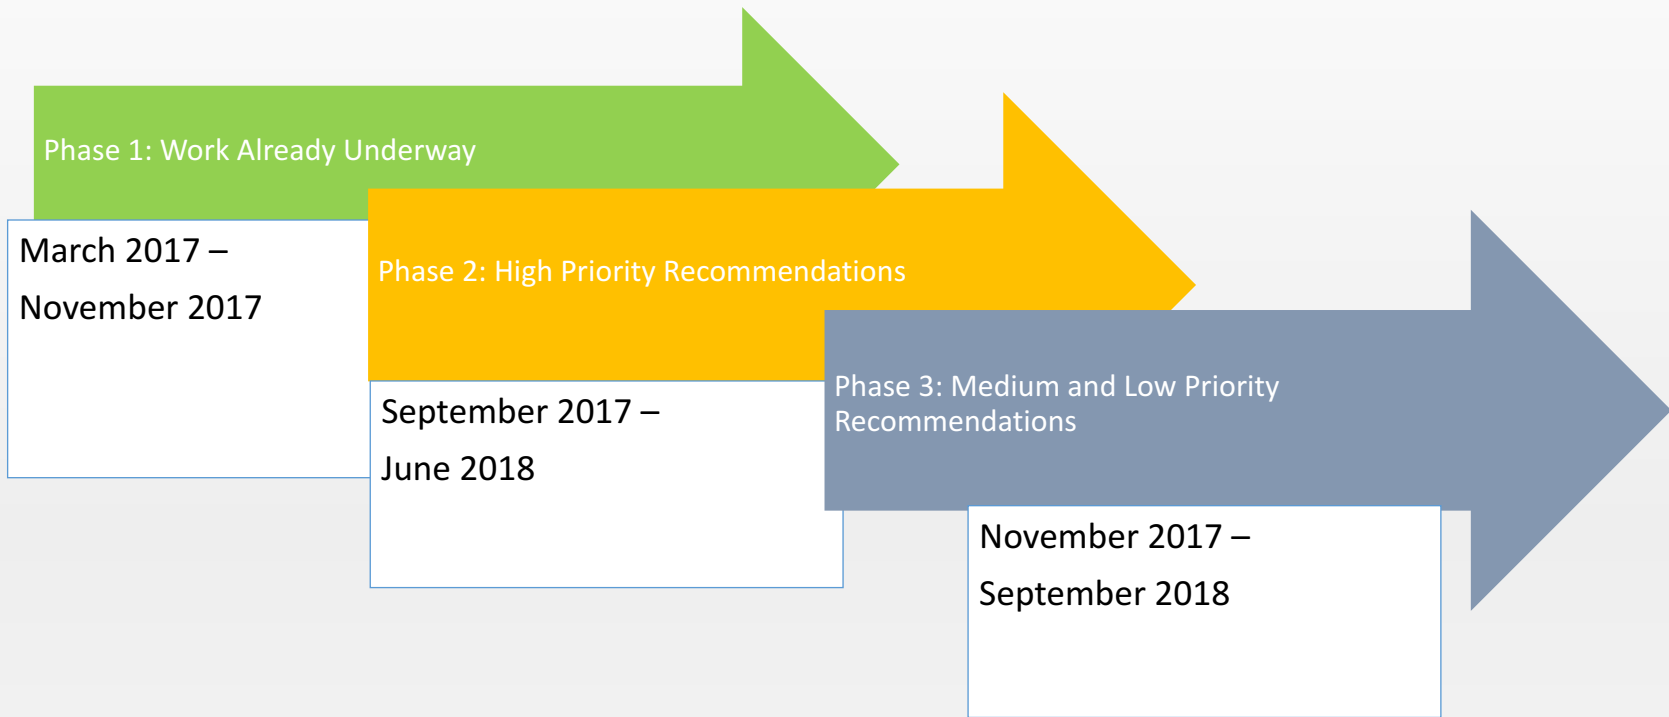 Phase 1: Work Already Underway
March 2017 –
November 2017
Phase 2: High Priority Recommendations
September 2017 –
June 2018
Phase 3: Medium and Low Priority
Recommendations
November 2017 –
September 2018